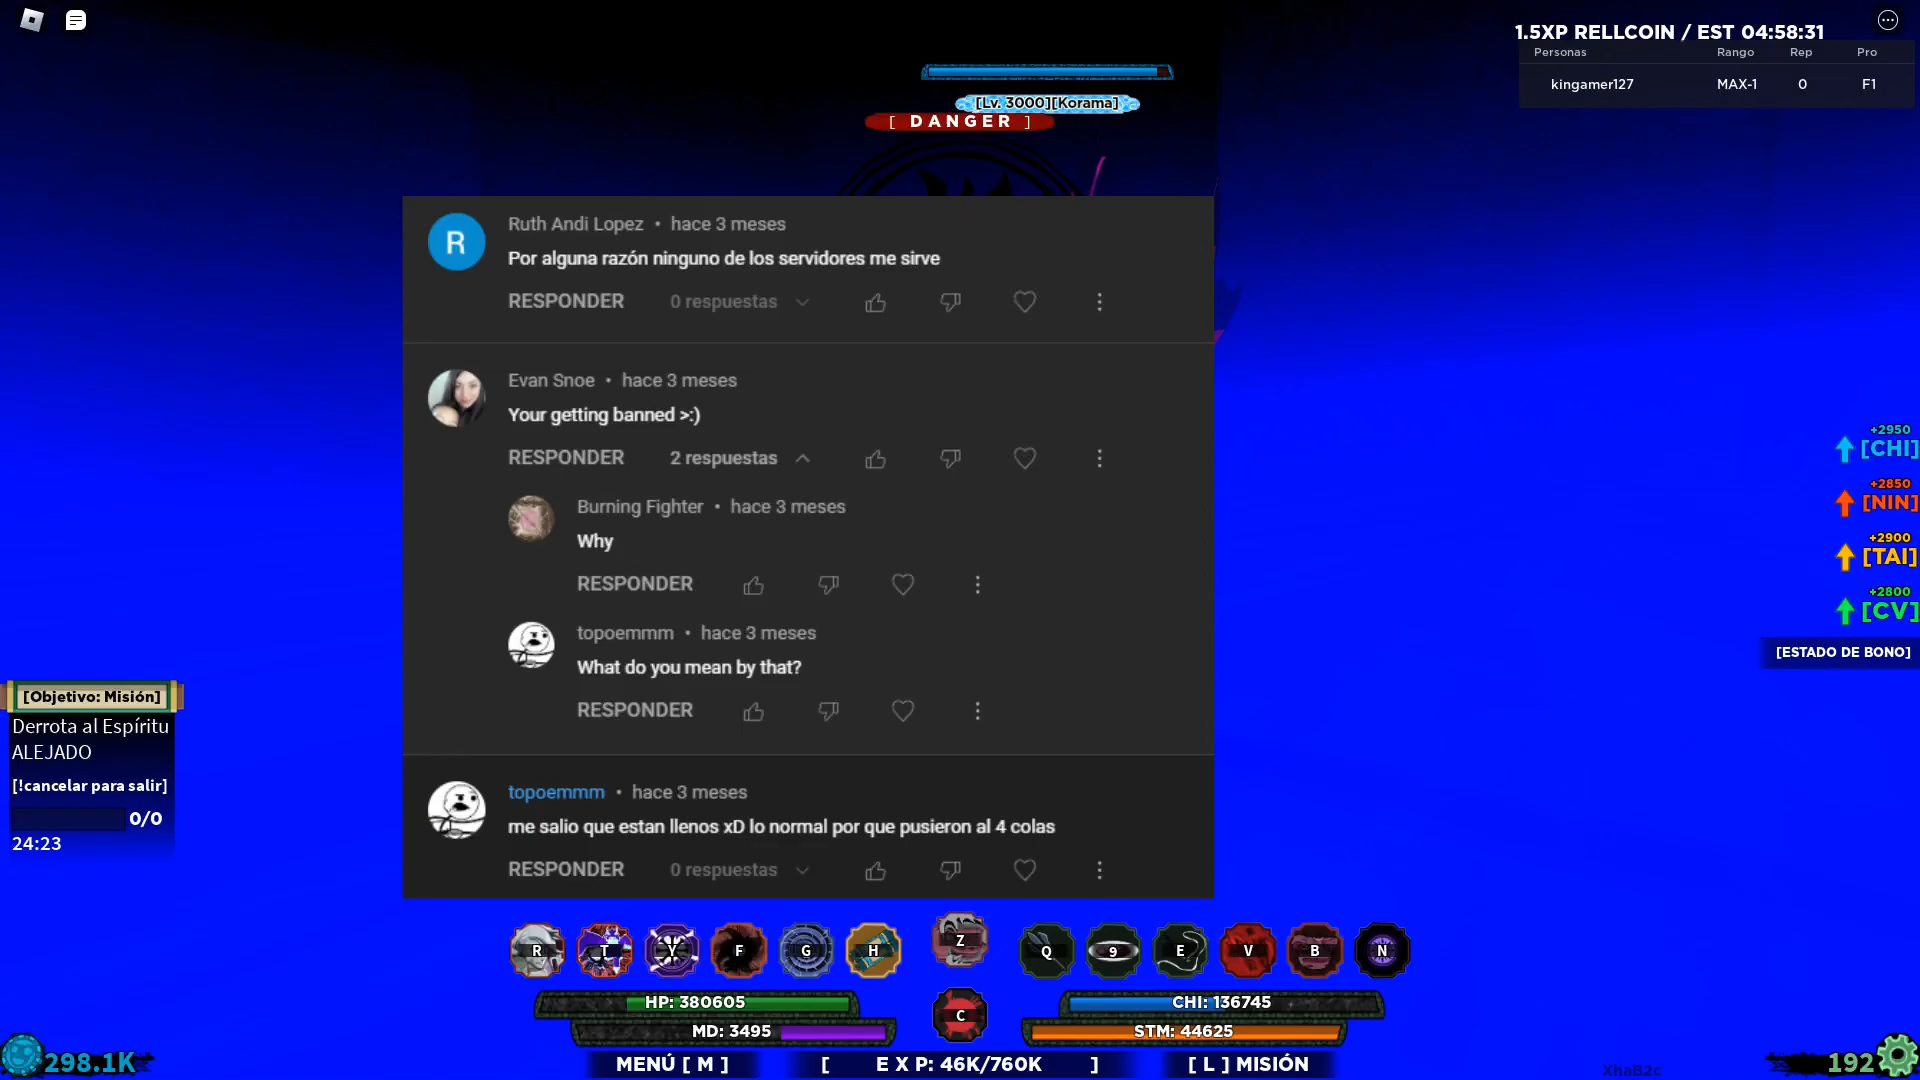 1.5XP RELLCOIN / EST 04:58:31
Personas Rango Rep Pro
kingamer127 MAX-1 0 F1
[Lv. 3000][Korama]
[ DANGER ]
R
Ruth Andi Lopez • hace 3 meses
Por alguna razón ninguno de los servidores me sirve
RESPONDER 0 respuestas
Evan Snoe • hace 3 meses
Your getting banned >:)
RESPONDER 2 respuestas
Burning Fighter • hace 3 meses
Why
RESPONDER
topoemmm • hace 3 meses
What do you mean by that?
RESPONDER
topoemmm • hace 3 meses
me salio que estan llenos xD lo normal por que pusieron al 4 colas
RESPONDER 0 respuestas
+2950
[CHI]
+2850
[NIN]
+2900
[TAI]
+2800
[CV]
[ESTADO DE BONO]
[Objetivo: Misión]
Derrota al Espíritu
ALEJADO
[!cancelar para salir]
0/0
24:23
R T Y F G H Z Q 9 E V B N
HP: 380605 C CHI: 136745
MD: 3495 STM: 44625
298.1K MENÚ [ M ] [ E X P: 46K/760K ] [ L ] MISIÓN 192
XhaB2c